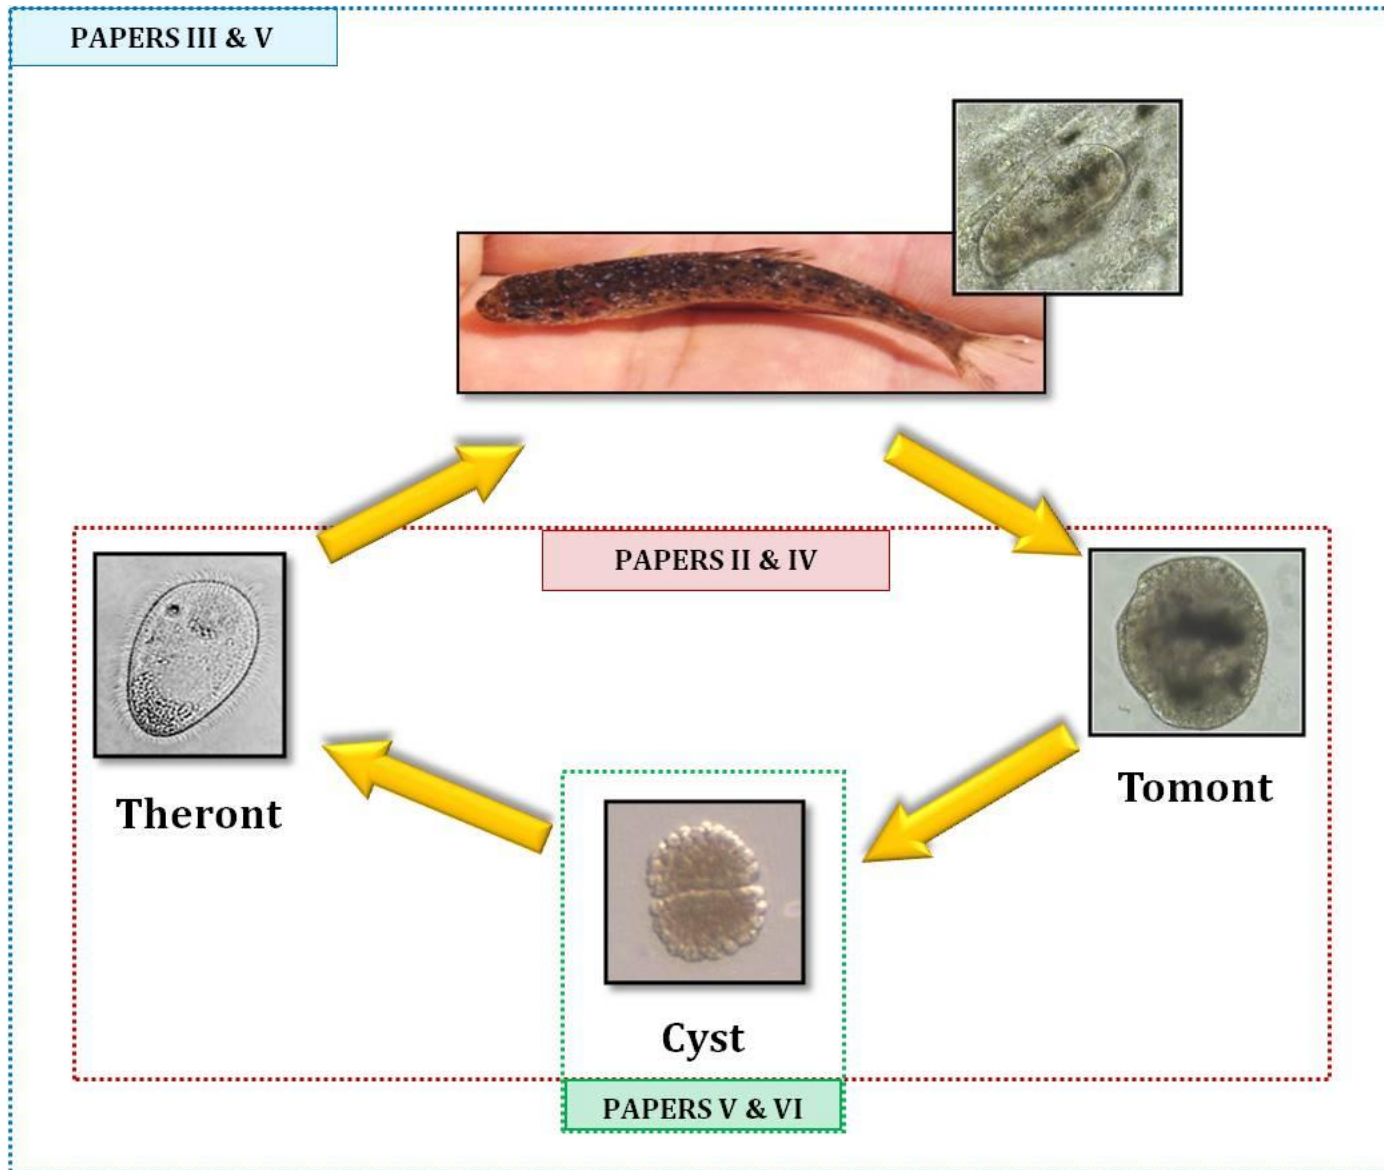 PAPERS III & V
PAPERS II & IV
Theront
Tomont
Cyst
PAPERS V & VI